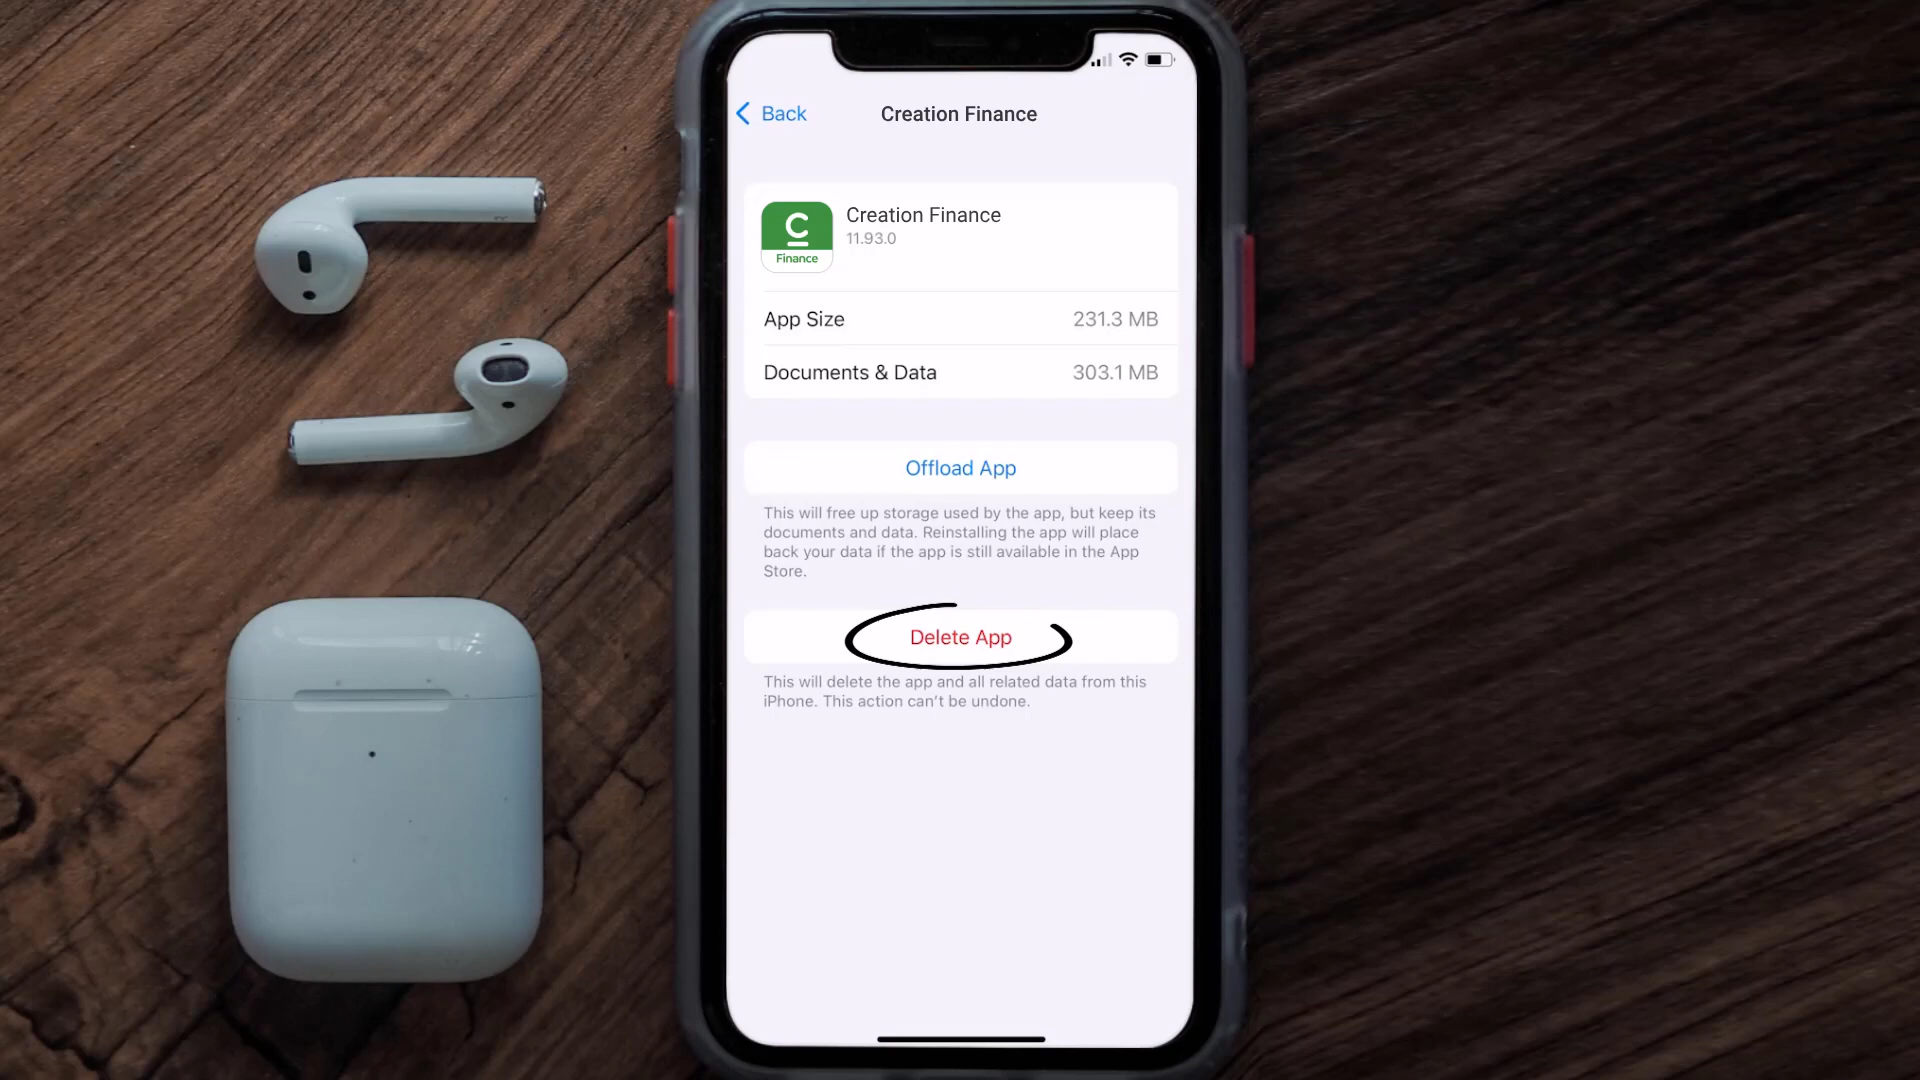 Back
Creation Finance
C
Finance
Creation Finance
11.93.0
App Size
231.3 MB
Documents & Data
303.1 MB
Offload App
This will free up storage used by the app, but keep its
documents and data. Reinstalling the app will place
back your data if the app is still available in the App
Store.
Delete App
This will delete the app and all related data from this
iPhone. This action can't be undone.